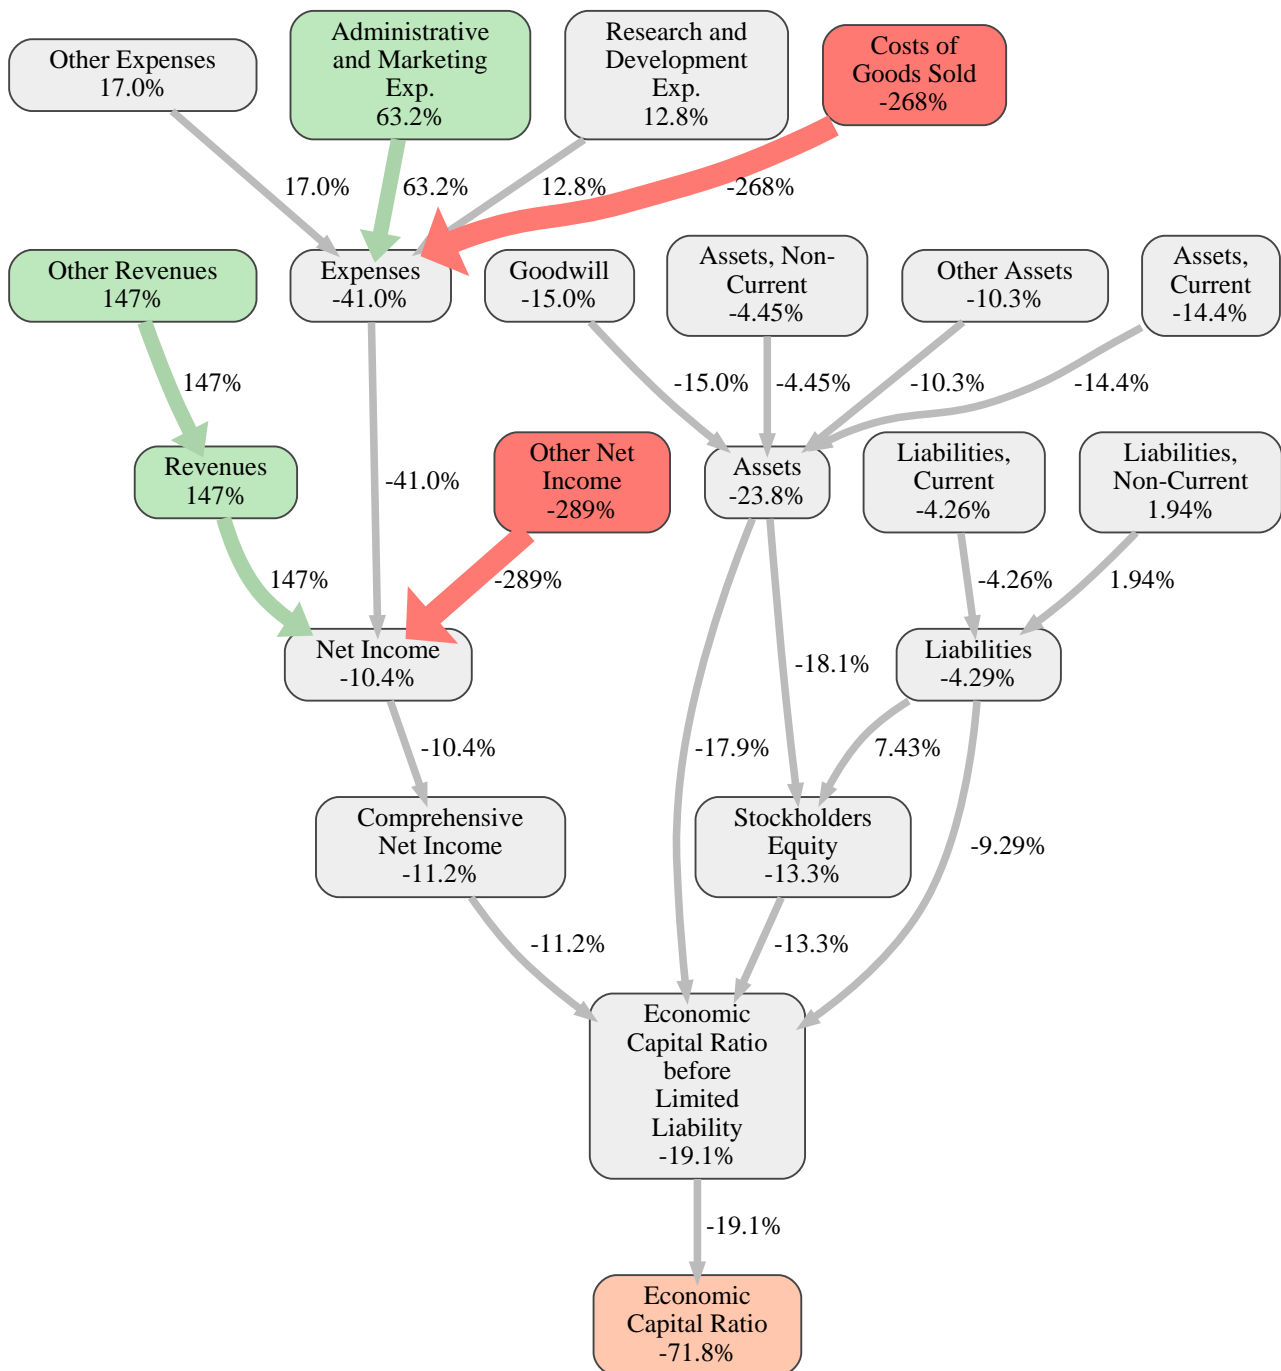 Other Expenses
17.0%
Administrative
and Marketing
Exp.
63.2%
Research and
Development
Exp.
12.8%
Costs of
Goods Sold
-268%
17.0%
63.2%
12.8%
-268%
Other Revenues
147%
Expenses
-41.0%
Goodwill
-15.0%
Assets, Non-
Current
-4.45%
Other Assets
-10.3%
Assets,
Current
-14.4%
147%
-15.0%
-4.45%
-10.3%
-14.4%
Revenues
147%
-41.0%
Other Net
Income
-289%
Assets
-23.8%
Liabilities,
Current
-4.26%
Liabilities,
Non-Current
1.94%
147%
-289%
-4.26%
1.94%
Net Income
-10.4%
-18.1%
Liabilities
-4.29%
-10.4%
-17.9%
7.43%
Comprehensive
Net Income
-11.2%
Stockholders
Equity
-13.3%
-9.29%
-11.2%
-13.3%
Economic
Capital Ratio
before
Limited
Liability
-19.1%
-19.1%
Economic
Capital Ratio
-71.8%